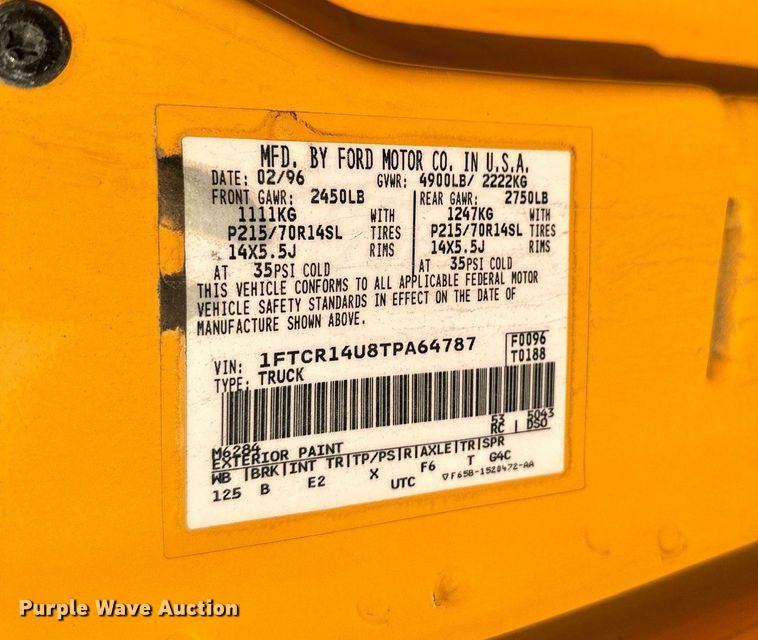 MFD. BY FORD MOTOR CO. IN U.S.A.
DATE: 02/96 GVWR: 4900LB/ 2222KG
FRONT GAWR: 2450LB REAR GAWR: 2750LB
1111KG WITH 1247KG WITH
P215/70R14SL TIRES P215/70R14SL TIRES
14X5.5J RIMS 14X5.5J RIMS
AT 35PSI COLD AT 35PSI COLD
THIS VEHICLE CONFORMS TO ALL APPLICABLE FEDERAL MOTOR
VEHICLE SAFETY STANDARDS IN EFFECT ON THE DATE OF
MANUFACTURE SHOWN ABOVE.
VIN: 1FTCR14U8TPA64787 F0096
TYPE: TRUCK T0188
53 5043
M6284 RC DSO
EXTERIOR PAINT
WB BRK INT TR TP/PS R AXLE TR SPR
125 B E2 X F6 T G4C
UTC ▽F65B-1520472-AA
Purple Wave Auction